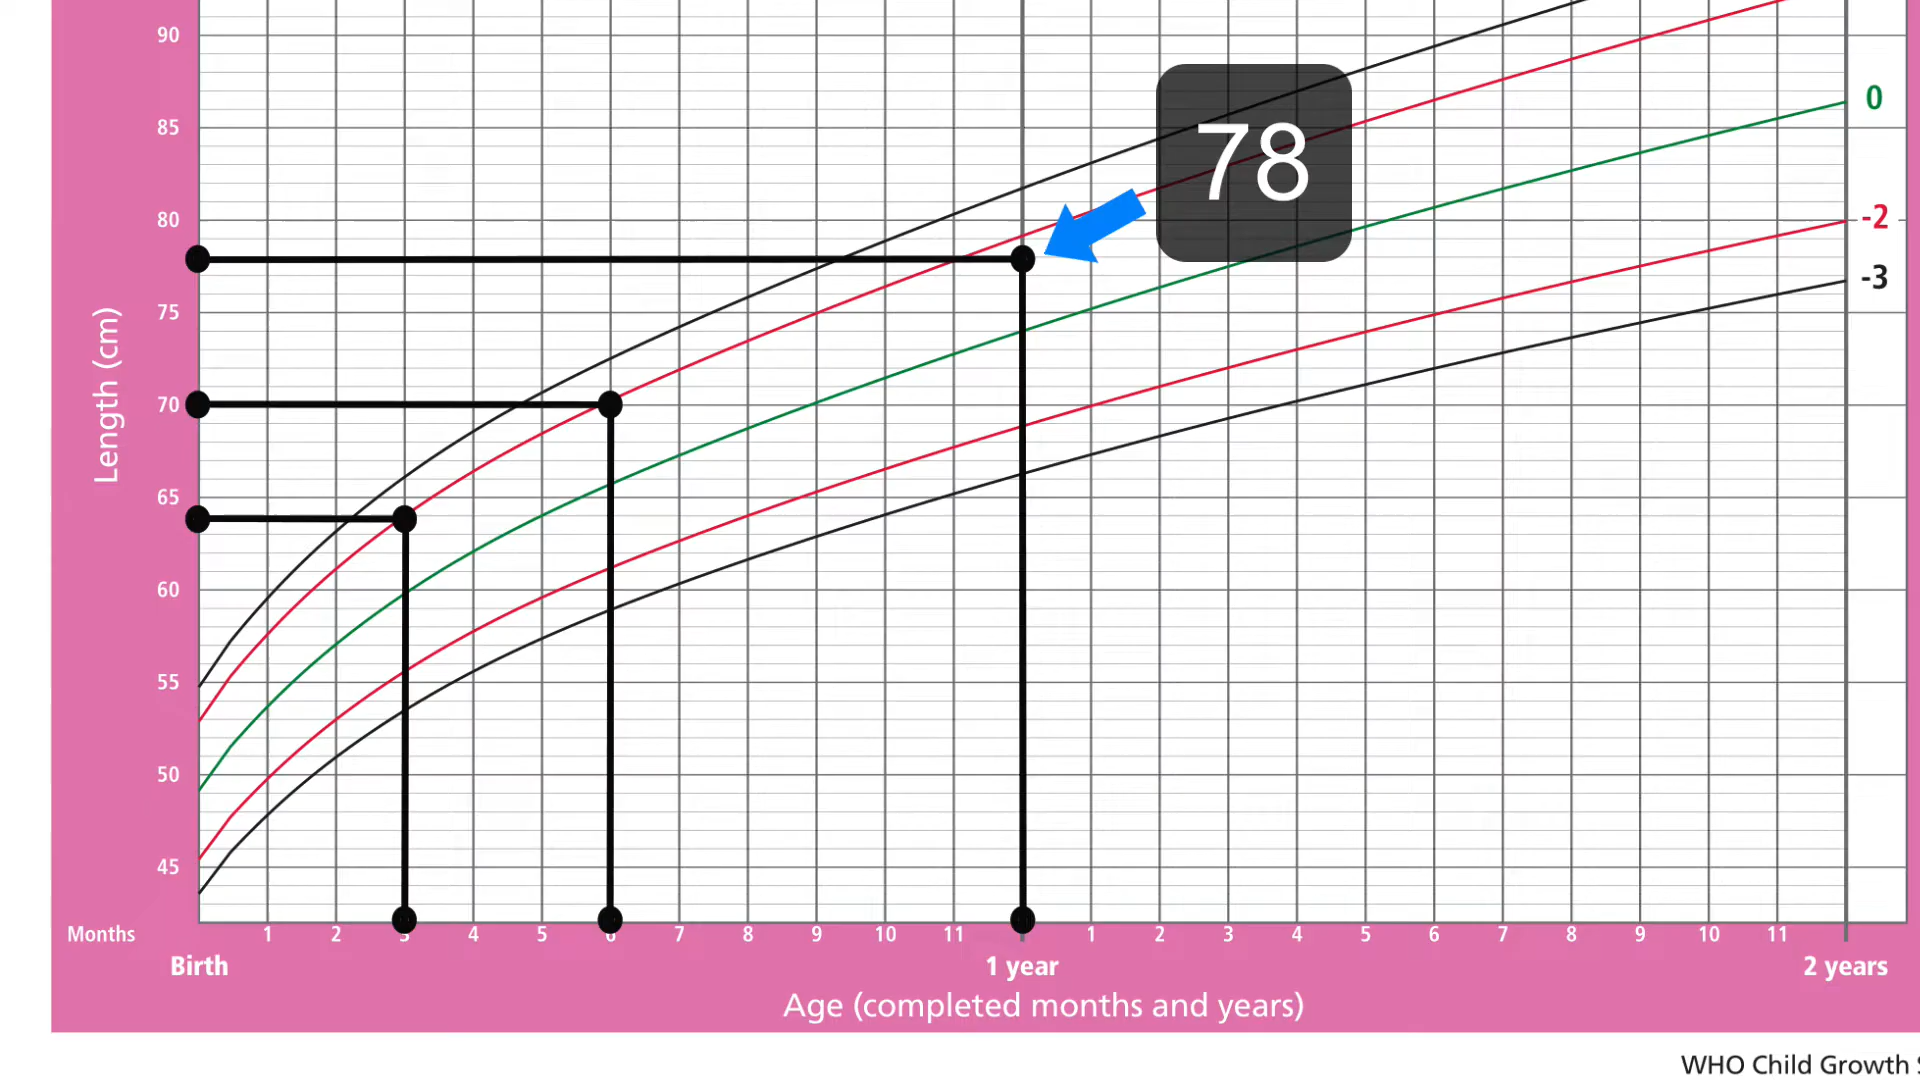 90
85
80
75
70
65
60
55
50
45
Length (cm)
78
0
-2
-3
Months 1 2 3 4 5 6 7 8 9 10 11 1 2 3 4 5 6 7 8 9 10 11
Birth 1 year 2 years
Age (completed months and years)
WHO Child Growth